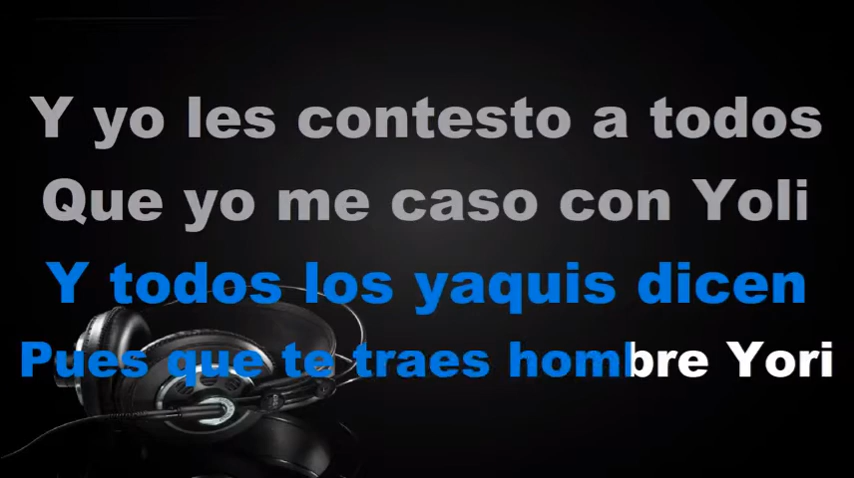 Y yo les contesto a todos
Que yo me caso con Yoli
Y todos los yaquis dicen
Pues que te traes hombre Yori